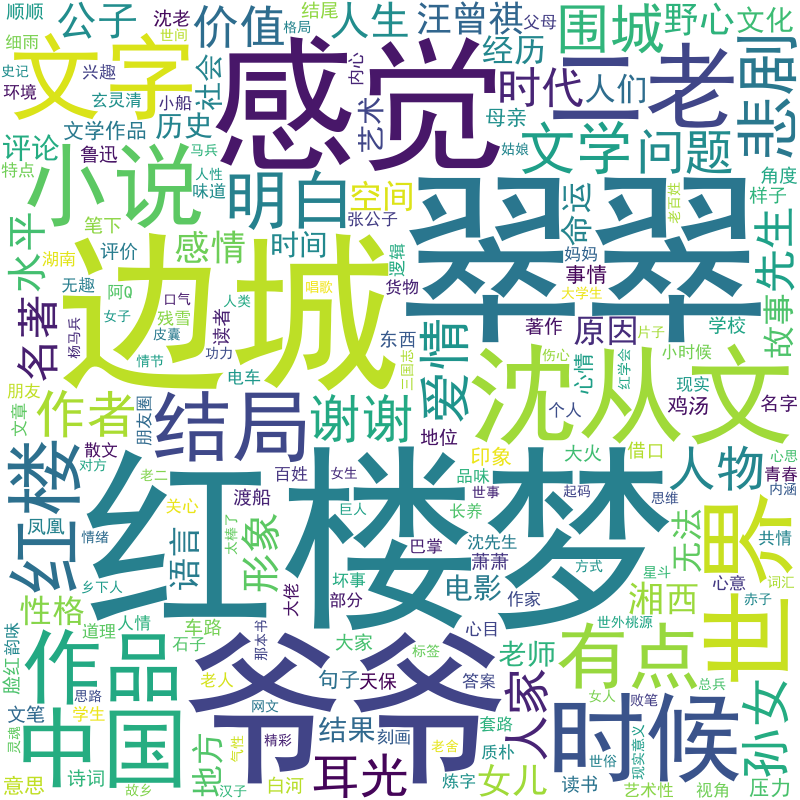 顺顺
细雨
史记
环境
兴趣
玄灵清
文字
公子
沈老
世间
小船
文学作品
鲁迅
评论
特点
历史
马兵
人性
味道
价值
社会
结尾
格局
父母
人生
内心
艺术
感觉
汪曾祺
经历
时代
母亲
姑娘
围城
人们
野心
文化
二老
悲剧
文学
问题
老百姓
角度
样子
小说
明白
空间
张公子
命运
妈妈
事情
先生
故事
水平
笔下
感情
时间
评价
湖南
无趣
阿Q
口气
女子
残雪
读者
唱歌
人类
逻辑
货物
大学生
翠翠
边城
名著
杨马兵
皮囊
情节
功力
东西
电车
三国志
爱情
著作
原因
学校
片子
伤心
红学会
心情
小时候
沈从文
现实
鸡汤
名字
个人
朋友
文章
作者
朋友圈
结局
谢谢
散文
对方
地位
印象
大火
借口
心思
青春
内涵
红楼
老二
百姓
女生
渡船
关心
品味
世事
起码
思维
人物
红楼梦
凤凰
情绪
语言
太棒了
巨人
形象
大佬
坏事
部分
长养
沈先生
巴掌
萧萧
电影
作家
方式
星斗
无法
心意
共情
词汇
赤子
世界
乡下人
性格
道理
人情
车路
石子
那本书
大家
心目
标签
世外桃源
湘西
脸红
韵味
作品
老人
爷爷
句子
天保
答案
老师
有点
总兵
女人
人家
败笔
思路
文笔
学生
网文
结果
刻画
套路
时候
孙女
灵魂
中国
气性
精彩
老舍
质朴
世俗
现实意义
意思
诗词
故乡
地方
汉子
白河
耳光
炼字
女儿
读书
艺术性
视角
压力